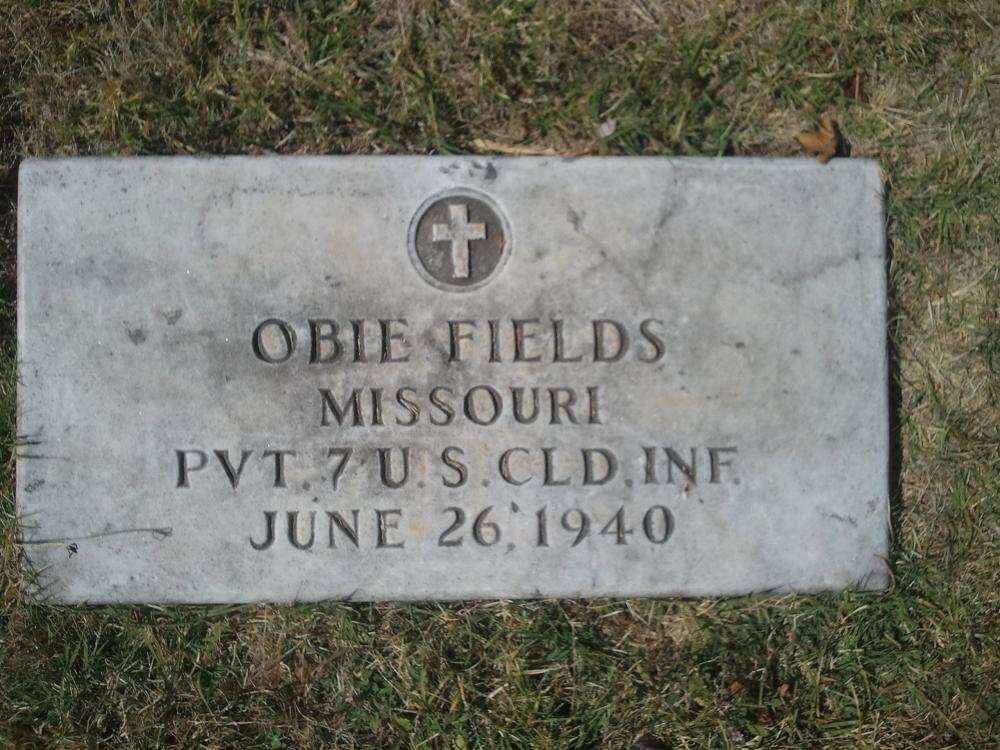 OBIE FIELDS
MISSOURI
PVT. 7 U.S. CLD. INF.
JUNE 26, 1940